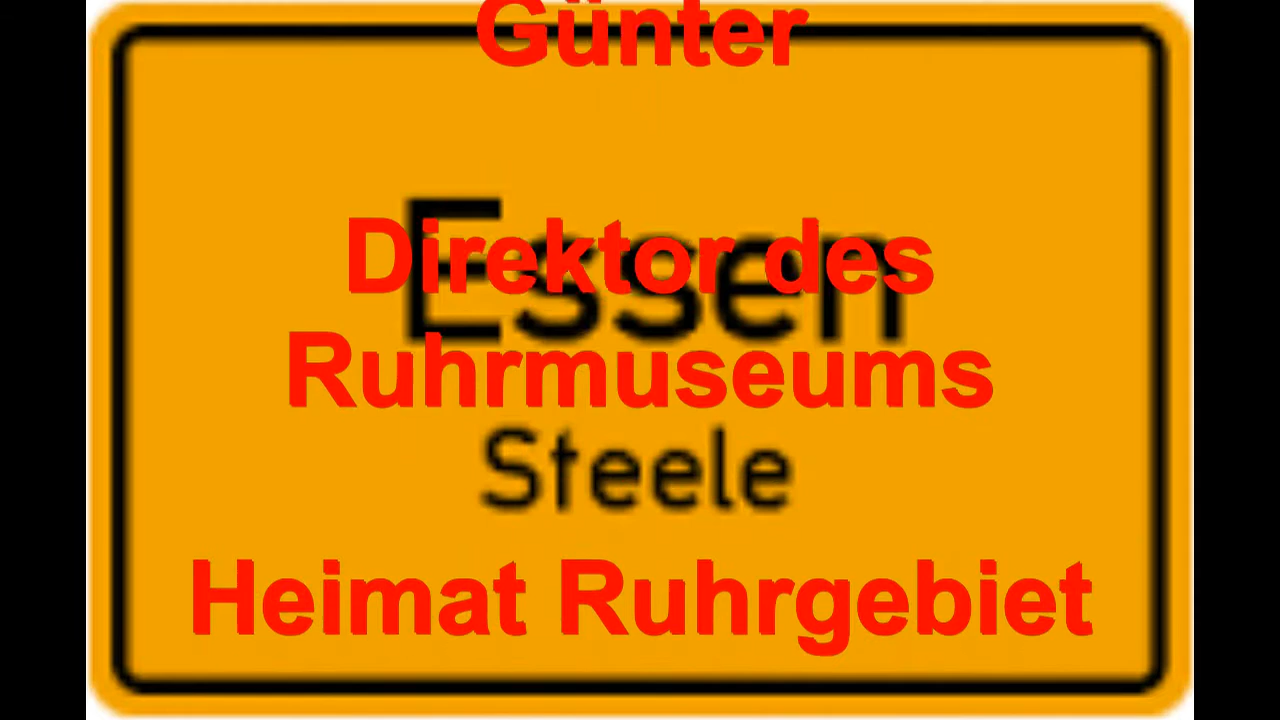 Günter
Essen
Direktor des
Ruhrmuseums
Steele
Heimat Ruhrgebiet